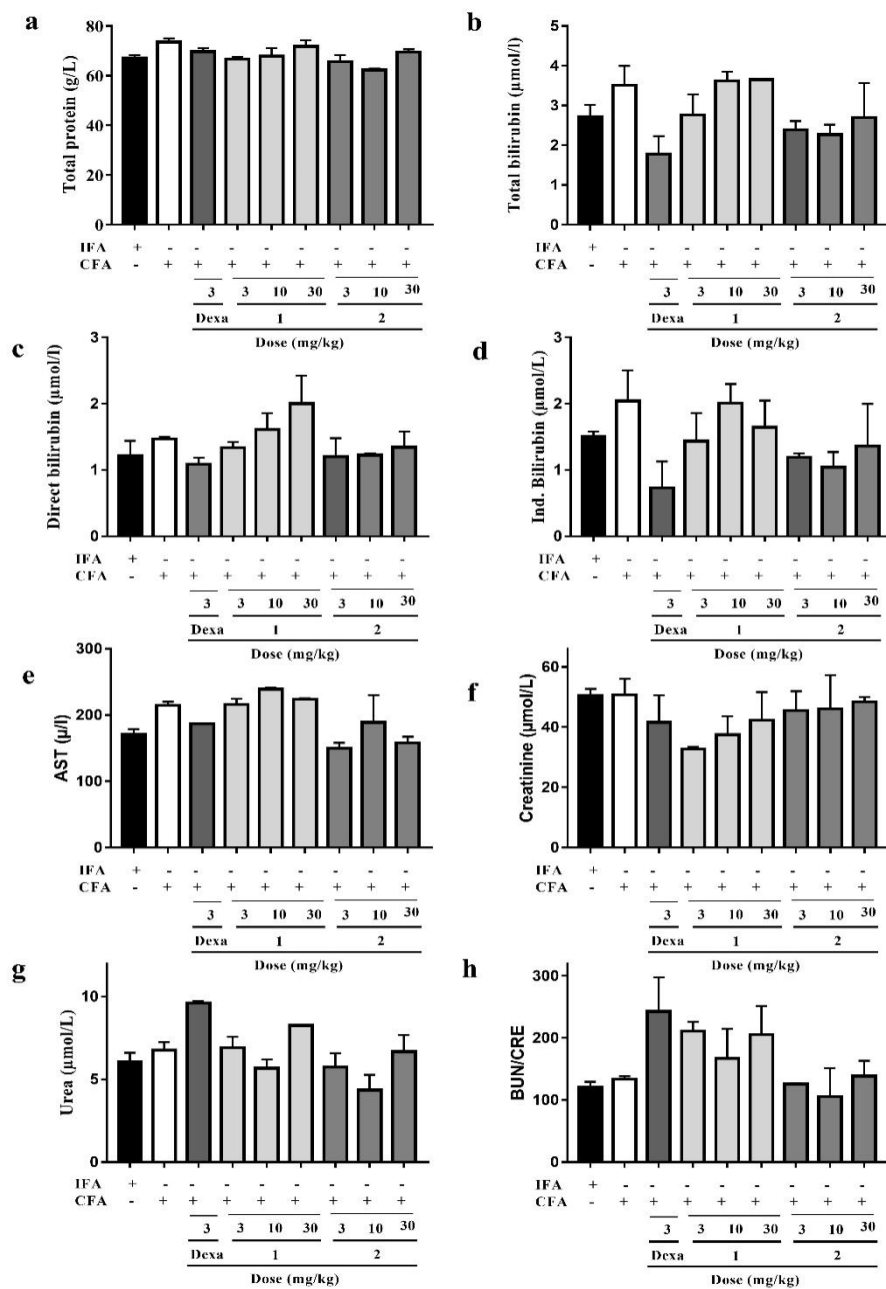 a
b
80
60
40
20
0
Total protein (g/L)
5
4
3
2
1
0
Total bilirubin (µmol/l)
IFA + - - - - - - - -
CFA - + + + + + + + +
3 3 10 30 3 10 30
Dexa 1 2
Dose (mg/kg)
IFA + - - - - - - - -
CFA - + + + + + + + +
3 3 10 30 3 10 30
Dexa 1 2
Dose (mg/kg)
c
d
3
2
1
0
Direct bilirubin (µmol/l)
3
2
1
0
Ind. Bilirubin (µmol/L)
IFA + - - - - - - - -
CFA - + + + + + + + +
3 3 10 30 3 10 30
Dexa 1 2
Dose (mg/kg)
IFA + - - - - - - - -
CFA - + + + + + + + +
3 3 10 30 3 10 30
Dexa 1 2
Dose (mg/kg)
e
f
300
200
100
0
AST (µ/l)
60
40
20
0
Creatinine (µmol/L)
IFA + - - - - - - - -
CFA - + + + + + + + +
3 3 10 30 3 10 30
Dexa 1 2
Dose (mg/kg)
IFA + - - - - - - - -
CFA - + + + + + + + +
3 3 10 30 3 10 30
Dexa 1 2
Dose (mg/kg)
g
h
10
5
0
Urea (µmol/L)
300
200
100
0
BUN/CRE
IFA + - - - - - - - -
CFA - + + + + + + + +
3 3 10 30 3 10 30
Dexa 1 2
Dose (mg/kg)
IFA + - - - - - - - -
CFA - + + + + + + + +
3 3 10 30 3 10 30
Dexa 1 2
Dose (mg/kg)